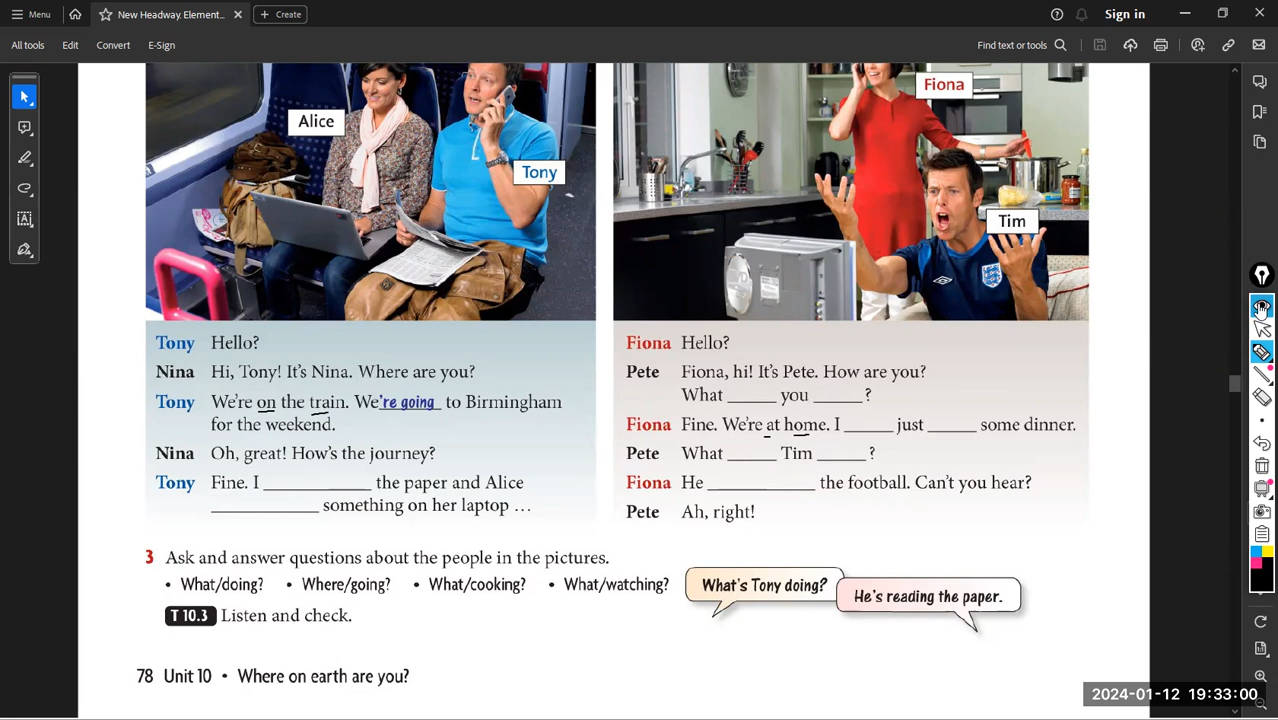 Menu New Headway. Element... Create Sign in
All tools Edit Convert E-Sign Find text or tools
Alice
Tony
Fiona
Tim
Tony Hello?
Nina Hi, Tony! It's Nina. Where are you?
Tony We're on the train. We 're going to Birmingham
for the weekend.
Nina Oh, great! How's the journey?
Tony Fine. I ____________ the paper and Alice
____________ something on her laptop …
Fiona Hello?
Pete Fiona, hi! It's Pete. How are you?
What _____ you _____ ?
Fiona Fine. We're at home. I _____ just _____ some dinner.
Pete What _____ Tim _____ ?
Fiona He ____________ the football. Can't you hear?
Pete Ah, right!
3 Ask and answer questions about the people in the pictures.
• What/doing? • Where/going? • What/cooking? • What/watching?
What's Tony doing?
He's reading the paper.
T 10.3 Listen and check.
78 Unit 10 • Where on earth are you?
2024-01-12 19:33:00